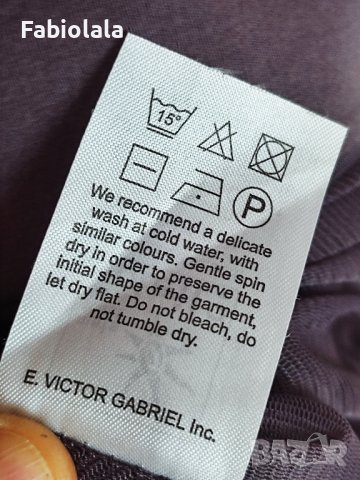 Fabiolala
15°
P
We recommend a delicate
wash at cold water, with
similar colours. Gentle spin
dry in order to preserve the
initial shape of the garment,
let dry flat. Do not bleach, do
not tumble dry.
E. VICTOR GABRIEL Inc.
BAZAR